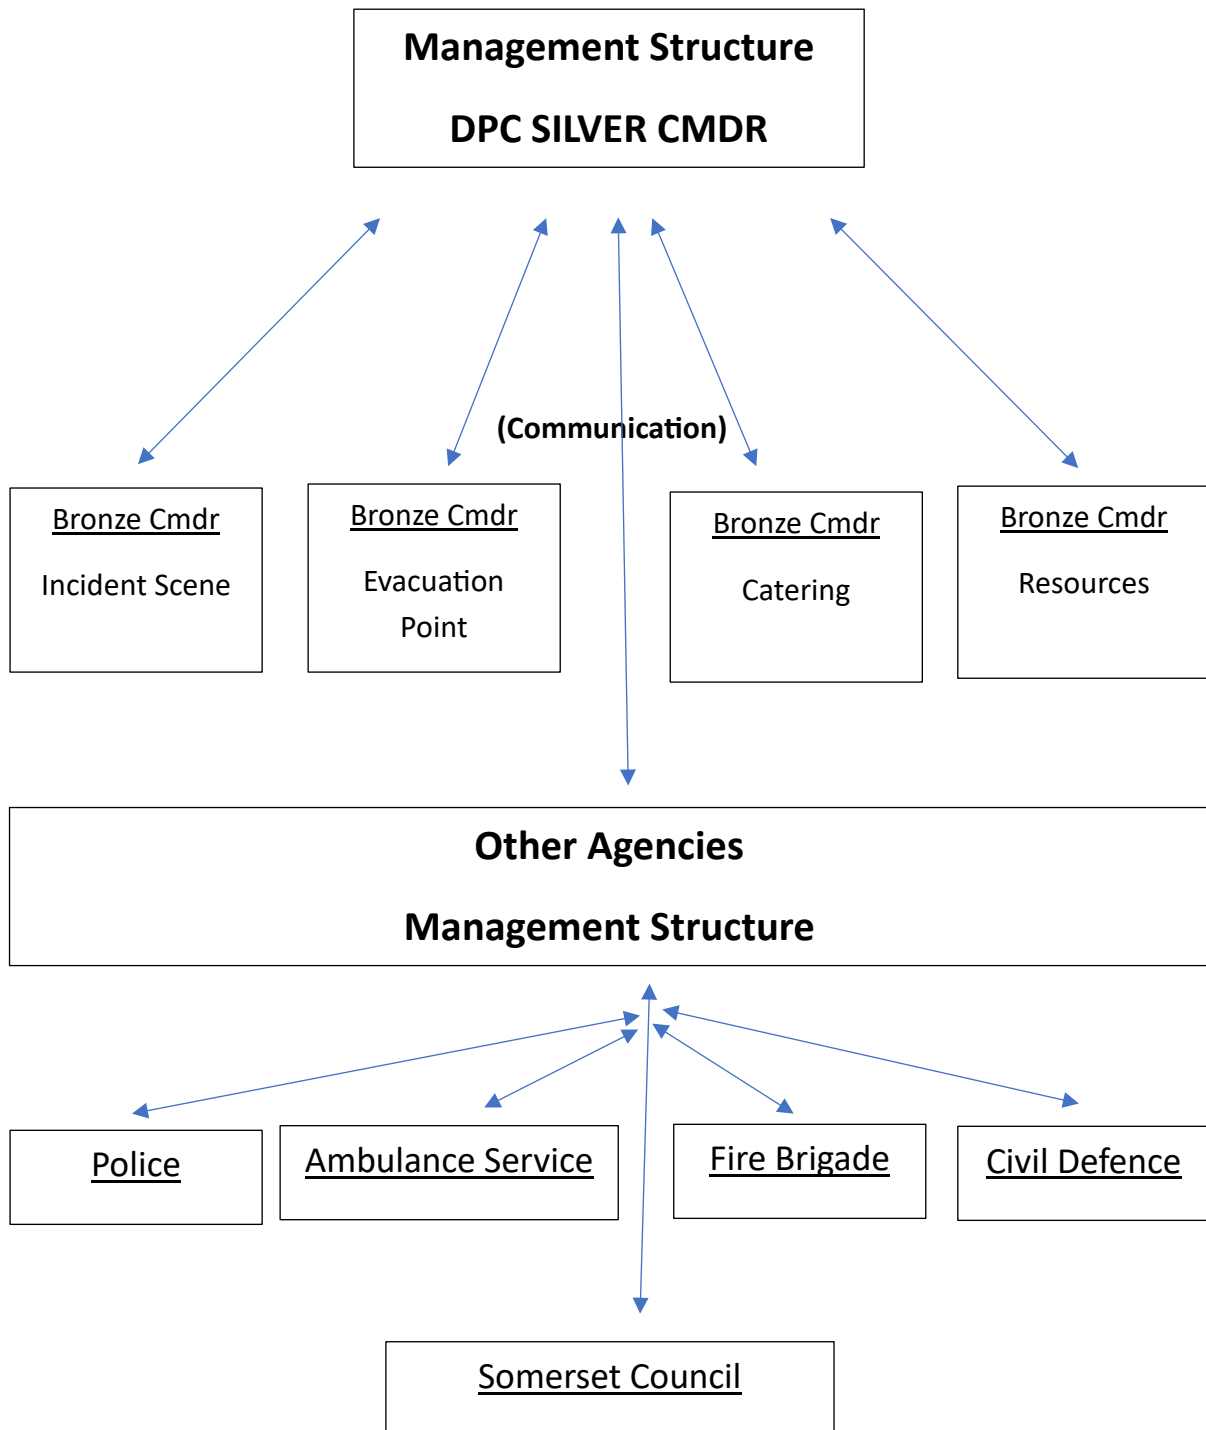 Management Structure
DPC SILVER CMDR
(Communication)
Bronze Cmdr
Incident Scene
Bronze Cmdr
Evacuation
Point
Bronze Cmdr
Catering
Bronze Cmdr
Resources
Other Agencies
Management Structure
Police
Ambulance Service
Fire Brigade
Civil Defence
Somerset Council